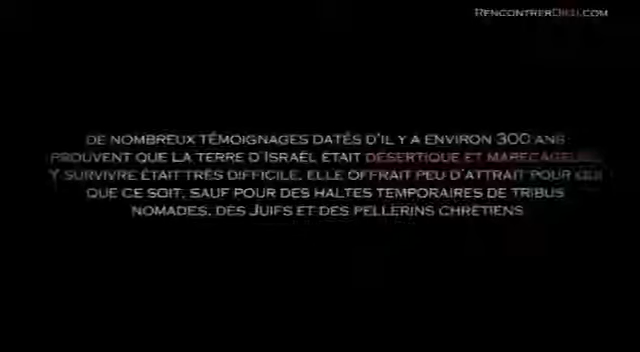 RENCONTRERDIEU.COM
DE NOMBREUX TÉMOIGNAGES DATÉS D'IL Y A ENVIRON 300 ANS
PROUVENT QUE LA TERRE D'ISRAËL ÉTAIT DÉSERTIQUE ET MARÉCAGEUSE
Y SURVIVRE ÉTAIT TRÈS DIFFICILE. ELLE OFFRAIT PEU D'ATTRAIT POUR QUI
QUE CE SOIT, SAUF POUR DES HALTES TEMPORAIRES DE TRIBUS
NOMADES, DES JUIFS ET DES PELLERINS CHRÉTIENS